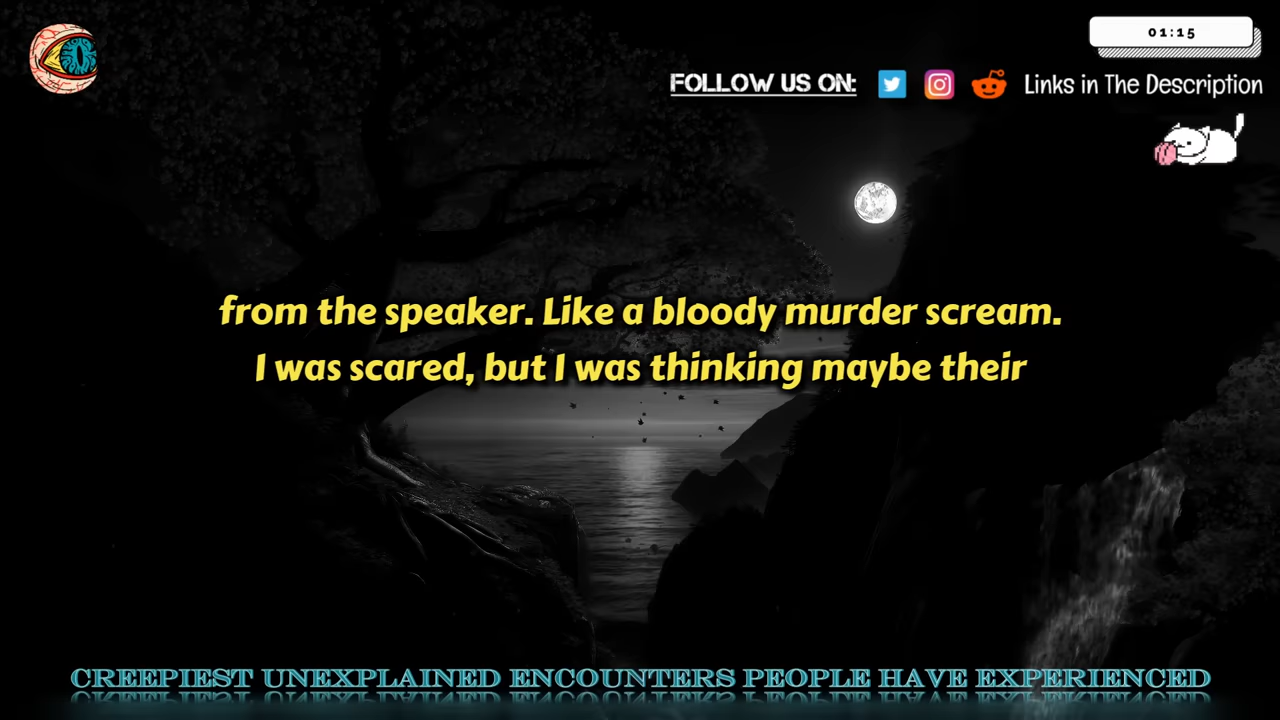 01:15
FOLLOW US ON: Links in The Description
from the speaker. Like a bloody murder scream.
I was scared, but I was thinking maybe their
CREEPIEST UNEXPLAINED ENCOUNTERS PEOPLE HAVE EXPERIENCED